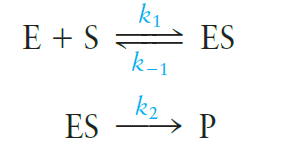 E + S k₁ ⇌ k₋₁ ES
ES k₂ → P